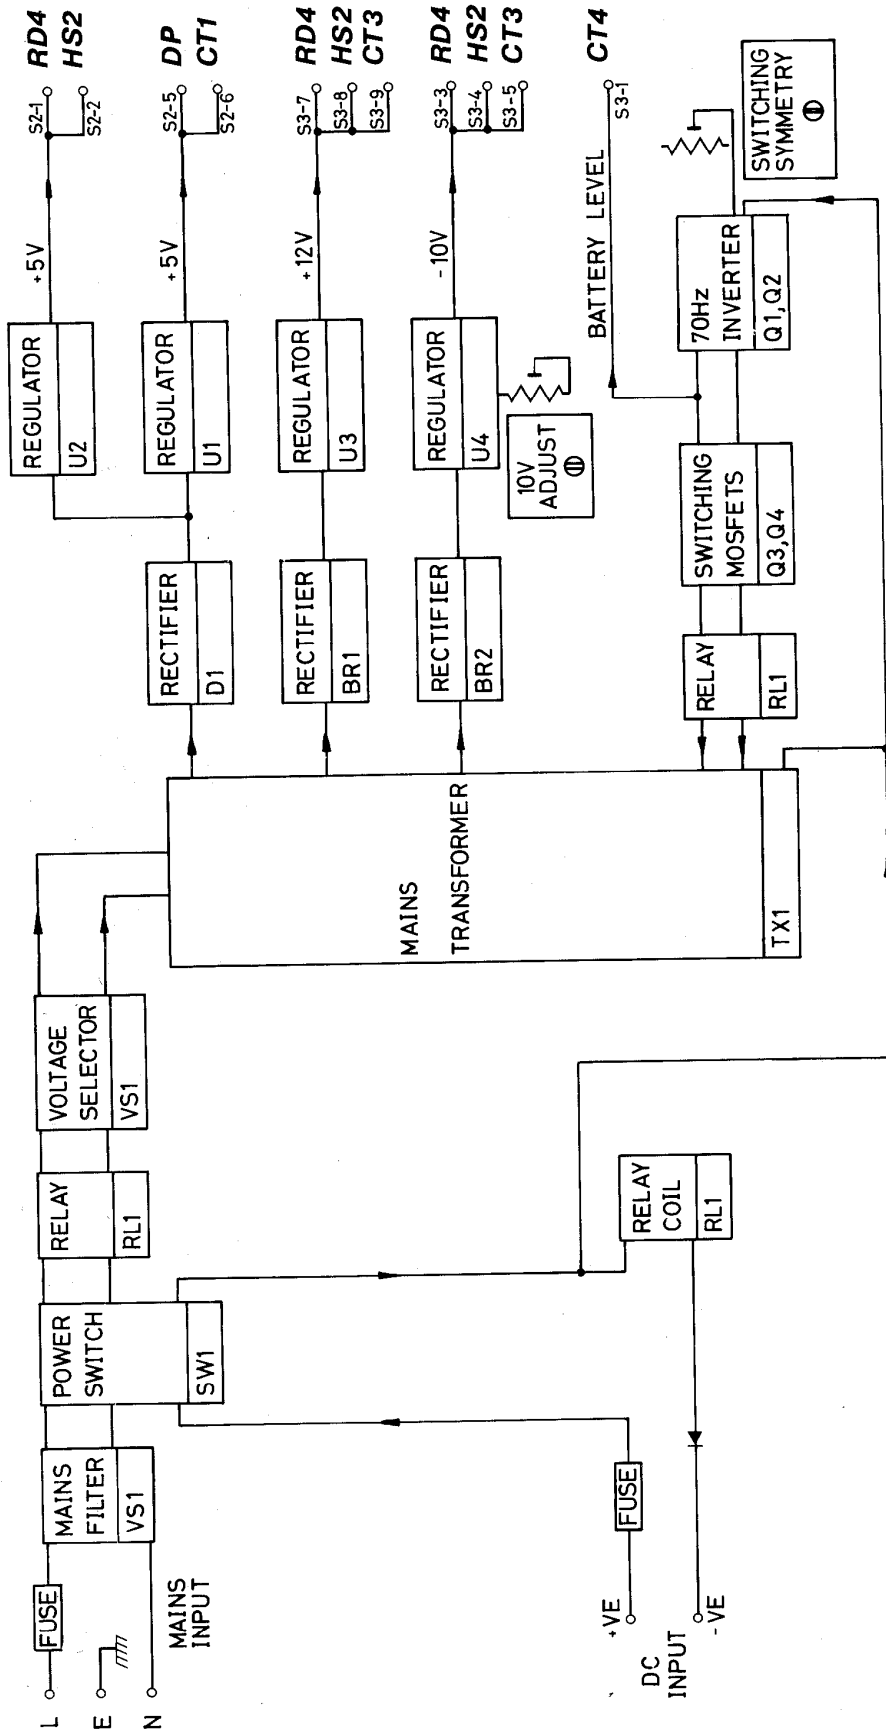 L
E
N
FUSE
MAINS
INPUT
MAINS
FILTER
VS1
POWER
SWITCH
SW1
RELAY
RL1
VOLTAGE
SELECTOR
VS1
MAINS
TRANSFORMER
TX1
RECTIFIER
D1
REGULATOR
U2
+5V
S2-1
S2-2
RD4
HS2
REGULATOR
U1
+5V
S2-5
S2-6
DP
CT1
RECTIFIER
BR1
REGULATOR
U3
+12V
S3-7
S3-8
S3-9
RD4
HS2
CT3
RECTIFIER
BR2
REGULATOR
U4
-10V
S3-3
S3-4
S3-5
RD4
HS2
CT3
10V
ADJUST
BATTERY LEVEL
S3-1
CT4
RELAY
RL1
SWITCHING
MOSFETS
Q3,Q4
70Hz
INVERTER
Q1,Q2
SWITCHING
SYMMETRY
DC
INPUT
+VE
-VE
FUSE
RELAY
COIL
RL1